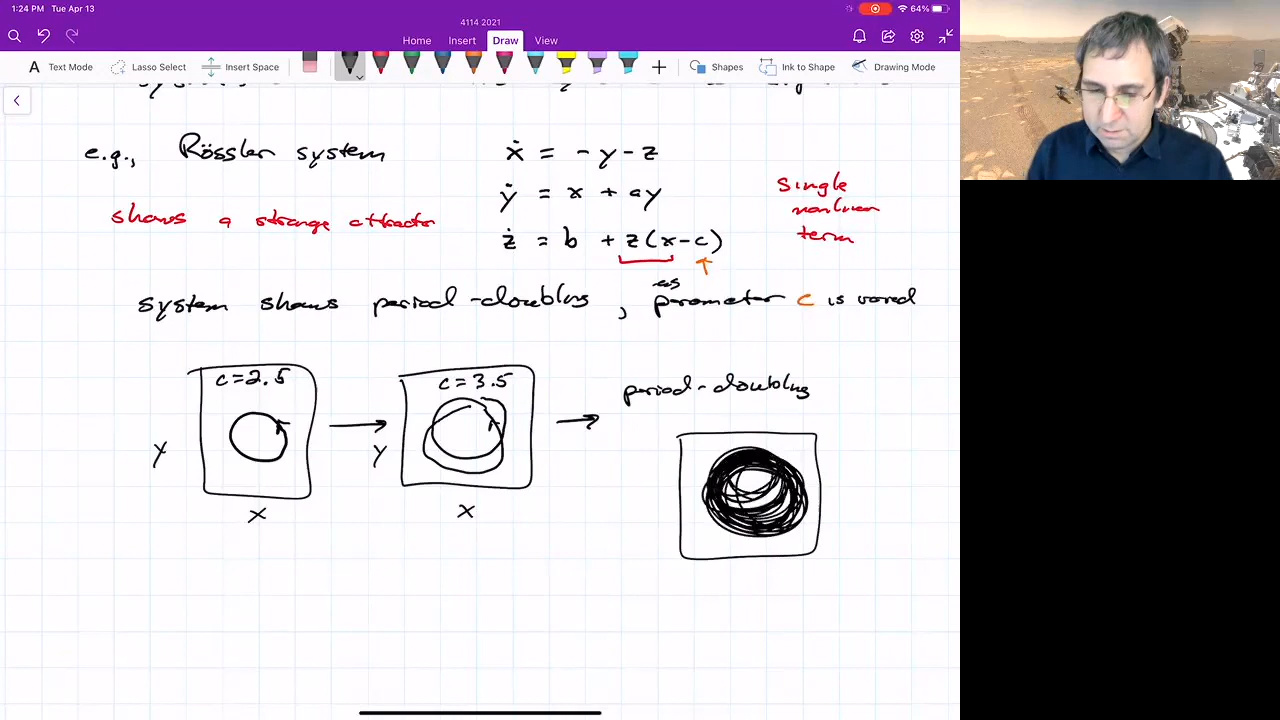 1:24 PM Tue Apr 13
64%
4114 2021
Home Insert Draw View
Text Mode Lasso Select Insert Space Shapes Ink to Shape Drawing Mode
e.g., Rössler system
ẋ = - y - z
ẏ = x + ay
ż = b + z(x - c)
single
nonlinear
term
shows a strange attractor
system shows period-doubling, as parameter c is varied
c = 2.5
c = 3.5
period-doubling
y
y
x
x